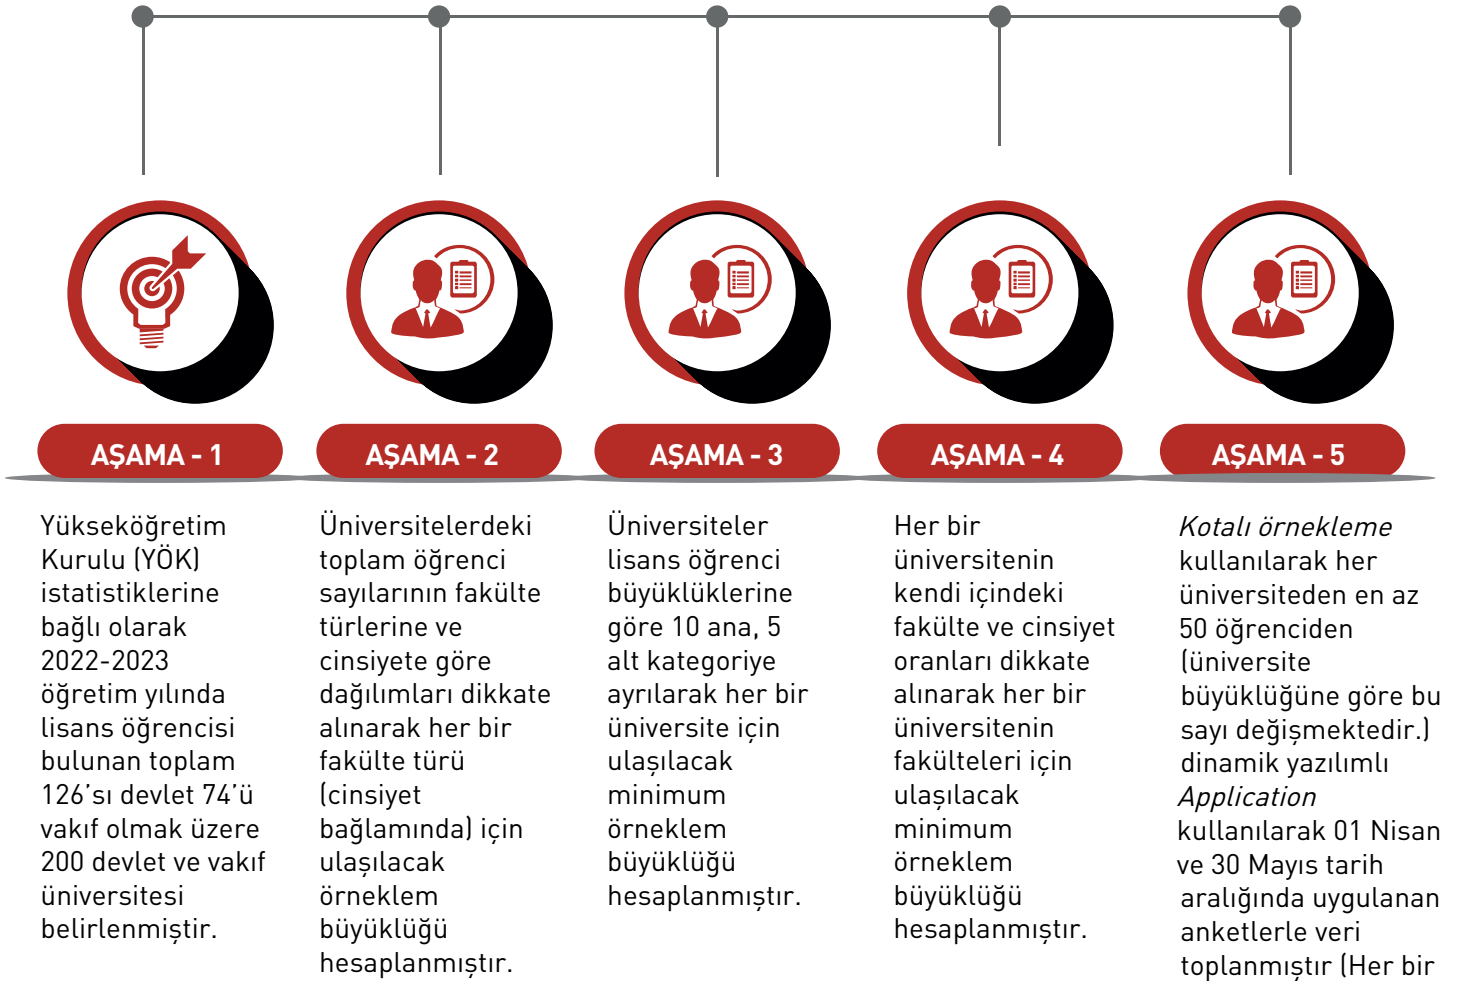 AŞAMA - 1
Yükseköğretim
Kurulu (YÖK)
istatistiklerine
bağlı olarak
2022-2023
öğretim yılında
lisans öğrencisi
bulunan toplam
126’sı devlet 74’ü
vakıf olmak üzere
200 devlet ve vakıf
üniversitesi
belirlenmiştir.
AŞAMA - 2
Üniversitelerdeki
toplam öğrenci
sayılarının fakülte
türlerine ve
cinsiyete göre
dağılımları dikkate
alınarak her bir
fakülte türü
(cinsiyet
bağlamında) için
ulaşılacak
örneklem
büyüklüğü
hesaplanmıştır.
AŞAMA - 3
Üniversiteler
lisans öğrenci
büyüklüklerine
göre 10 ana, 5
alt kategoriye
ayrılarak her bir
üniversite için
ulaşılacak
minimum
örneklem
büyüklüğü
hesaplanmıştır.
AŞAMA - 4
Her bir
üniversitenin
kendi içindeki
fakülte ve cinsiyet
oranları dikkate
alınarak her bir
üniversitenin
fakülteleri için
ulaşılacak
minimum
örneklem
büyüklüğü
hesaplanmıştır.
AŞAMA - 5
Kotalı örnekleme
kullanılarak her
üniversiteden en az
50 öğrenciden
(üniversite
büyüklüğüne göre bu
sayı değişmektedir.)
dinamik yazılımlı
Application
kullanılarak 01 Nisan
ve 30 Mayıs tarih
aralığında uygulanan
anketlerle veri
toplanmıştır (Her bir